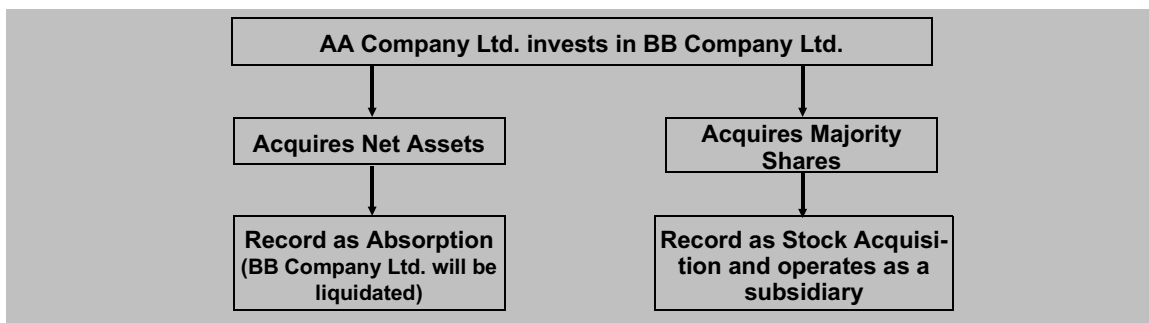 AA Company Ltd. invests in BB Company Ltd.
Acquires Net Assets
Acquires Majority
Shares
Record as Absorption
(BB Company Ltd. will be
liquidated)
Record as Stock Acquisi-
tion and operates as a
subsidiary